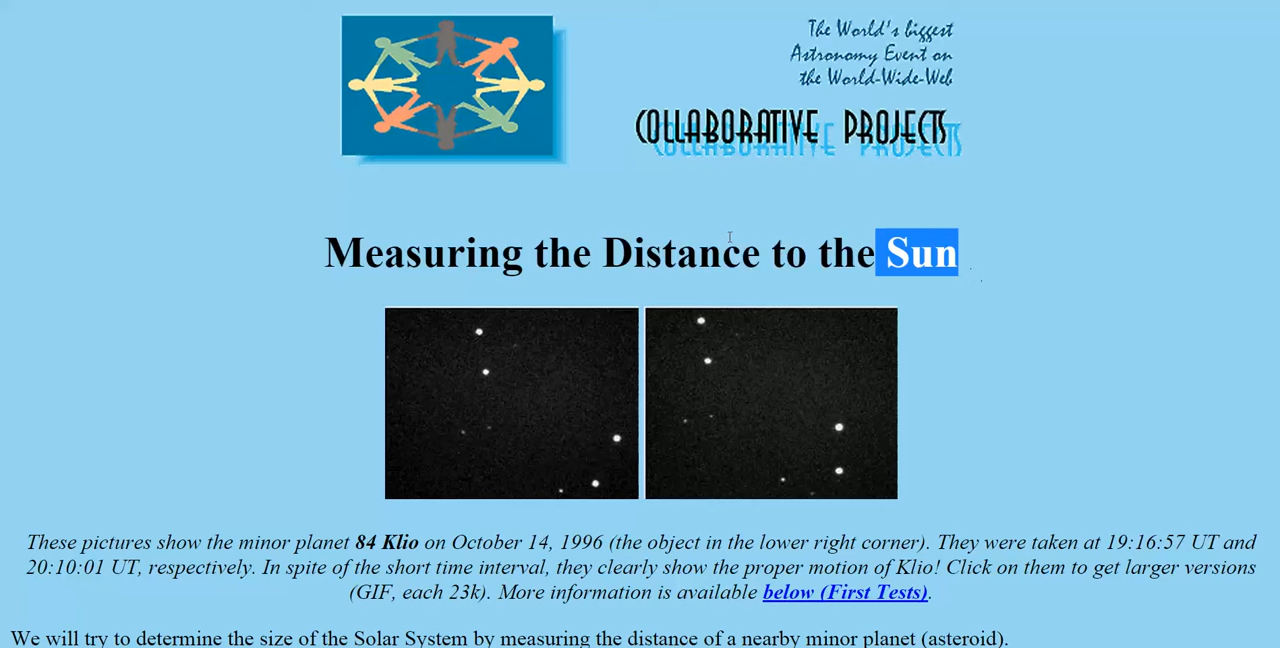 The World's biggest
Astronomy Event on
the World-Wide-Web
COLLABORATIVE PROJECTS
Measuring the Distance to the Sun
These pictures show the minor planet 84 Klio on October 14, 1996 (the object in the lower right corner). They were taken at 19:16:57 UT and
20:10:01 UT, respectively. In spite of the short time interval, they clearly show the proper motion of Klio! Click on them to get larger versions
(GIF, each 23k). More information is available below (First Tests).
We will try to determine the size of the Solar System by measuring the distance of a nearby minor planet (asteroid).